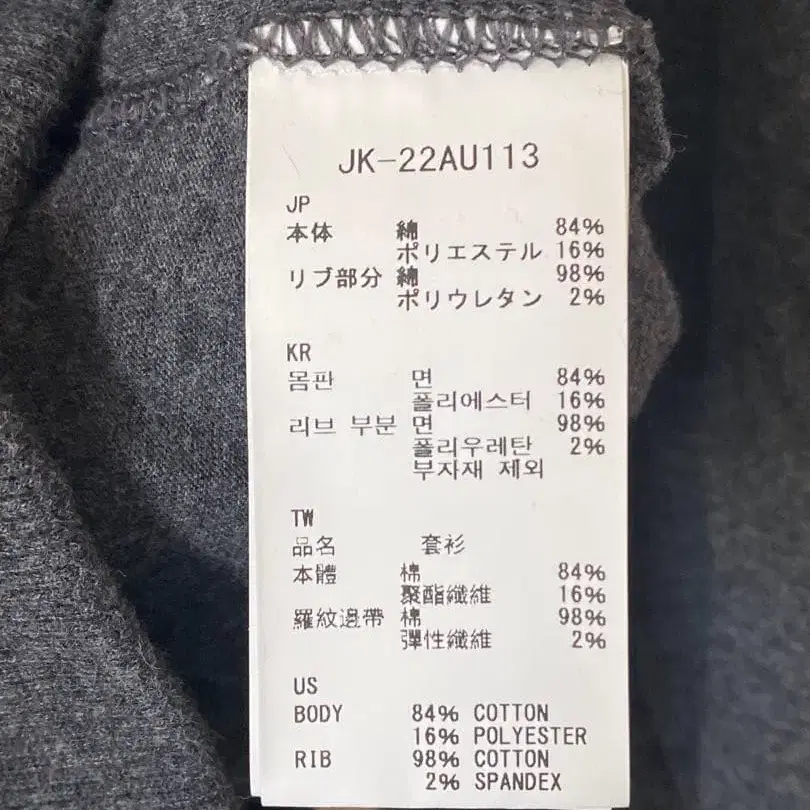 JK-22AU113
JP
本体 綿 84%
ポリエステル 16%
リブ部分 綿 98%
ポリウレタン 2%
KR
몸판 면 84%
폴리에스터 16%
리브 부분 면 98%
폴리우레탄 2%
부자재 제외
TW
品名 套衫
本體 棉 84%
聚酯纖維 16%
羅紋邊帶 棉 98%
彈性纖維 2%
US
BODY 84% COTTON
16% POLYESTER
RIB 98% COTTON
2% SPANDEX